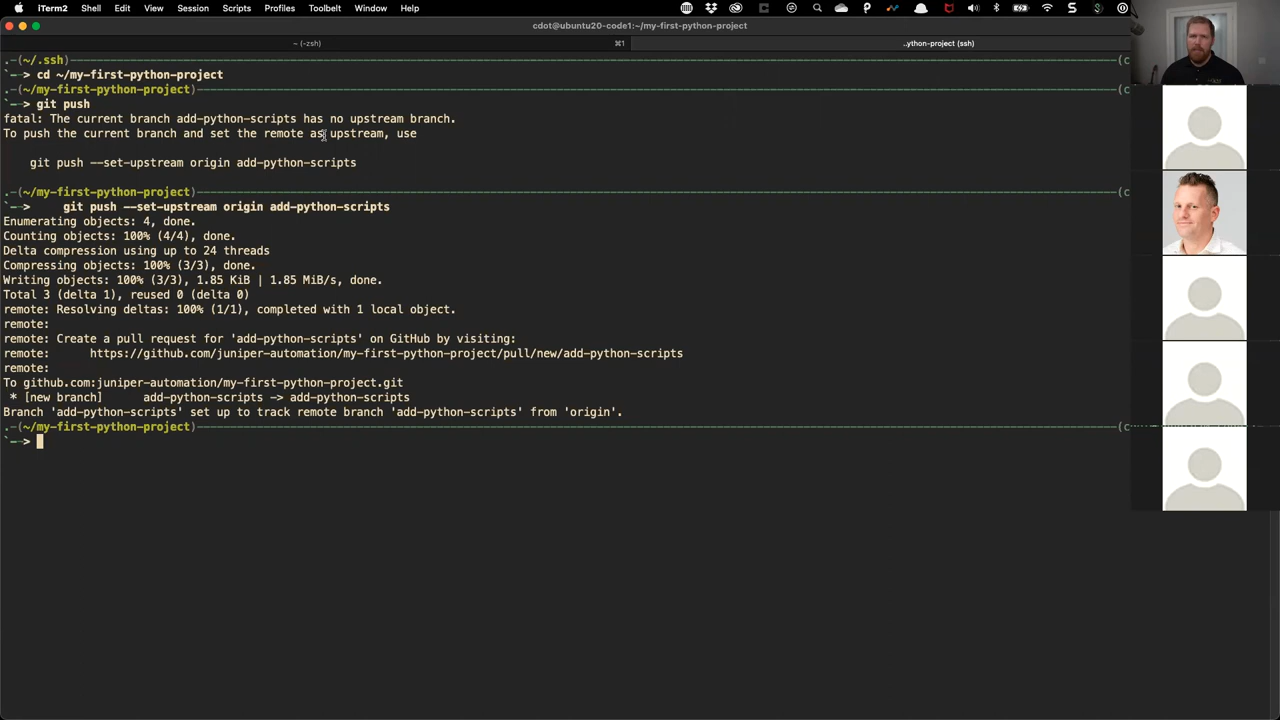 iTerm2 Shell Edit View Session Scripts Profiles Toolbelt Window Help
cdot@ubuntu20-code1:~/my-first-python-project
~ (-zsh) ⌘1 ..ython-project (ssh)
.-(~/.ssh)
`--> cd ~/my-first-python-project
.-(~/my-first-python-project)
`--> git push
fatal: The current branch add-python-scripts has no upstream branch.
To push the current branch and set the remote as upstream, use
git push --set-upstream origin add-python-scripts
.-(~/my-first-python-project)
`--> git push --set-upstream origin add-python-scripts
Enumerating objects: 4, done.
Counting objects: 100% (4/4), done.
Delta compression using up to 24 threads
Compressing objects: 100% (3/3), done.
Writing objects: 100% (3/3), 1.85 KiB | 1.85 MiB/s, done.
Total 3 (delta 1), reused 0 (delta 0)
remote: Resolving deltas: 100% (1/1), completed with 1 local object.
remote:
remote: Create a pull request for 'add-python-scripts' on GitHub by visiting:
remote: https://github.com/juniper-automation/my-first-python-project/pull/new/add-python-scripts
remote:
To github.com:juniper-automation/my-first-python-project.git
* [new branch] add-python-scripts -> add-python-scripts
Branch 'add-python-scripts' set up to track remote branch 'add-python-scripts' from 'origin'.
.-(~/my-first-python-project)
`-->